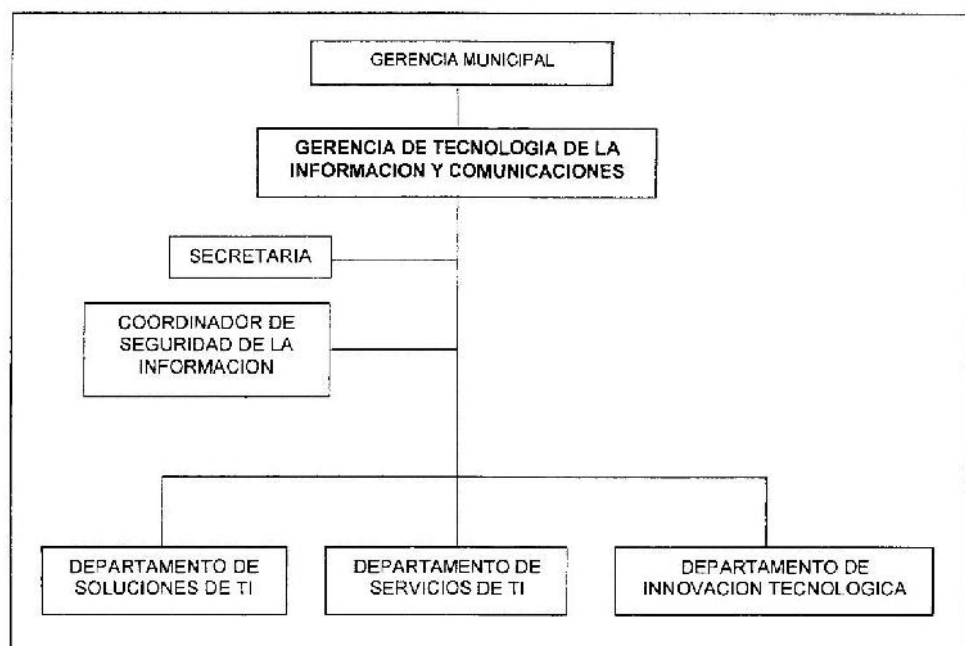 GERENCIA MUNICIPAL
GERENCIA DE TECNOLOGIA DE LA
INFORMACION Y COMUNICACIONES
SECRETARIA
COORDINADOR DE
SEGURIDAD DE LA
INFORMACION
DEPARTAMENTO DE
SOLUCIONES DE TI
DEPARTAMENTO DE
SERVICIOS DE TI
DEPARTAMENTO DE
INNOVACION TECNOLOGICA